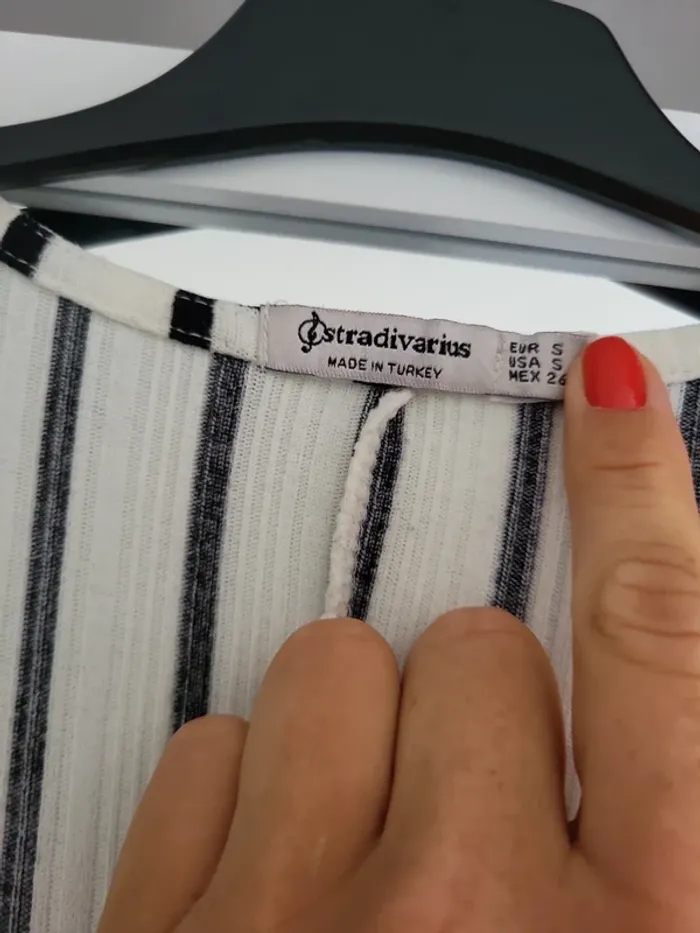 stradivarius
MADE IN TURKEY
EUR S
USA S
MEX 26